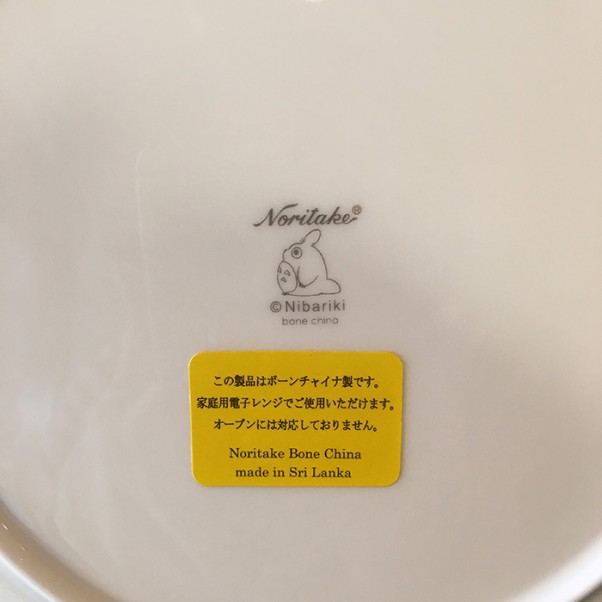 Noritake®
©Nibariki
bone china
この製品はボーンチャイナ製です。
家庭用電子レンジでご使用いただけます。
オーブンには対応しておりません。
Noritake Bone China
made in Sri Lanka